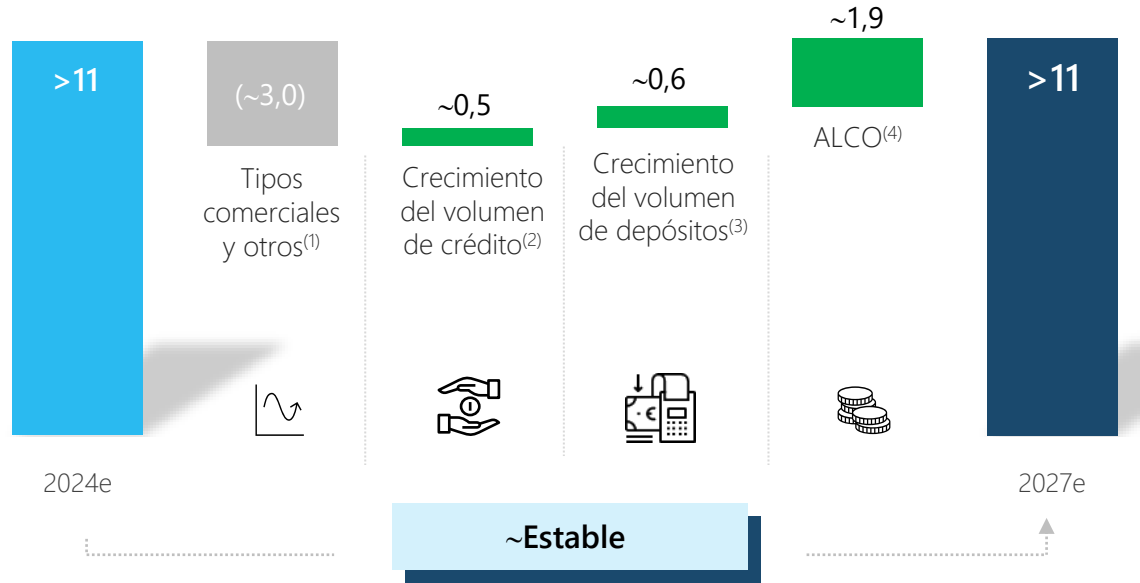 >11
(~3,0)
Tipos
comerciales
y otros(1)
~0,5
Crecimiento
del volumen
de crédito(2)
~0,6
Crecimiento
del volumen
de depósitos(3)
~1,9
ALCO(4)
>11
2024e
2027e
~Estable